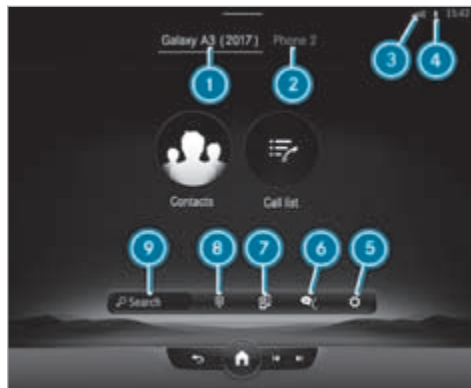 Galaxy A3 (2017) Phone 2
15:42
3 4
1 2
Contacts Call list
9 8 7 6 5
Search